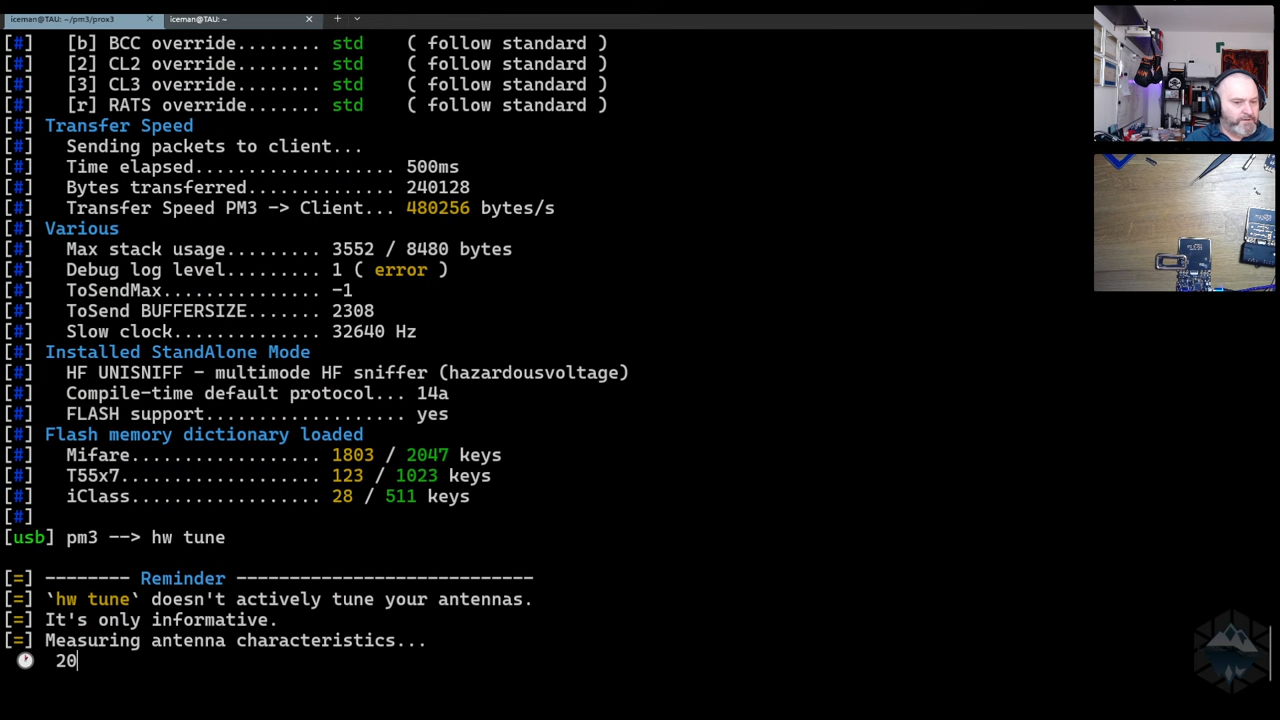 iceman@TAU: ~/pm3/prox3 × iceman@TAU: ~ × +
[#] [b] BCC override........ std ( follow standard )
[#] [2] CL2 override........ std ( follow standard )
[#] [3] CL3 override........ std ( follow standard )
[#] [r] RATS override....... std ( follow standard )
[#] Transfer Speed
[#] Sending packets to client...
[#] Time elapsed................... 500ms
[#] Bytes transferred.............. 240128
[#] Transfer Speed PM3 -> Client... 480256 bytes/s
[#] Various
[#] Max stack usage......... 3552 / 8480 bytes
[#] Debug log level......... 1 ( error )
[#] ToSendMax............... -1
[#] ToSend BUFFERSIZE....... 2308
[#] Slow clock.............. 32640 Hz
[#] Installed StandAlone Mode
[#] HF UNISNIFF - multimode HF sniffer (hazardousvoltage)
[#] Compile-time default protocol... 14a
[#] FLASH support................... yes
[#] Flash memory dictionary loaded
[#] Mifare.................. 1803 / 2047 keys
[#] T55x7................... 123 / 1023 keys
[#] iClass.................. 28 / 511 keys
[#]
[usb] pm3 --> hw tune
[=] -------- Reminder ----------------------------
[=] `hw tune` doesn't actively tune your antennas.
[=] It's only informative.
[=] Measuring antenna characteristics...
20